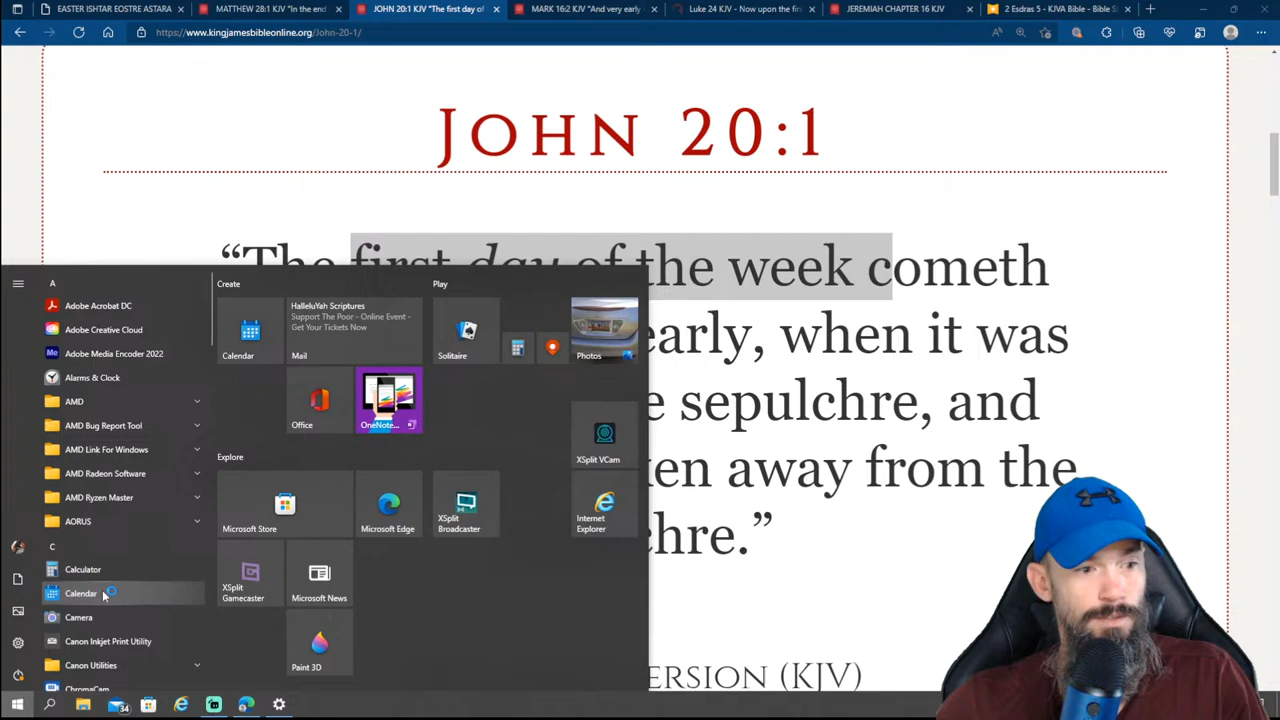 EASTER ISHTAR EOSTRE ASTARA
MATTHEW 28:1 KJV "In the end
JOHN 20:1 KJV "The first day of
MARK 16:2 KJV "And very early
Luke 24 KJV - Now upon the fir
JEREMIAH CHAPTER 16 KJV
2 Esdras 5 - KJVA Bible - Bible S
https://www.kingjamesbibleonline.org/John-20-1/
JOHN 20:1
“The first day of the week cometh
early, when it was
e sepulchre, and
ken away from the
chre.”
ERSION (KJV)
A
Adobe Acrobat DC
Adobe Creative Cloud
Adobe Media Encoder 2022
Alarms & Clock
AMD
AMD Bug Report Tool
AMD Link For Windows
AMD Radeon Software
AMD Ryzen Master
AORUS
C
Calculator
Calendar
Camera
Canon Inkjet Print Utility
Canon Utilities
ChromaCam
Create
Calendar
HalleluYah Scriptures
Support The Poor - Online Event -
Get Your Tickets Now
Mail
Office
OneNote...
Explore
Microsoft Store
Microsoft Edge
XSplit
Gamecaster
Microsoft News
Paint 3D
Play
Solitaire
Photos
XSplit VCam
XSplit
Broadcaster
Internet
Explorer
34